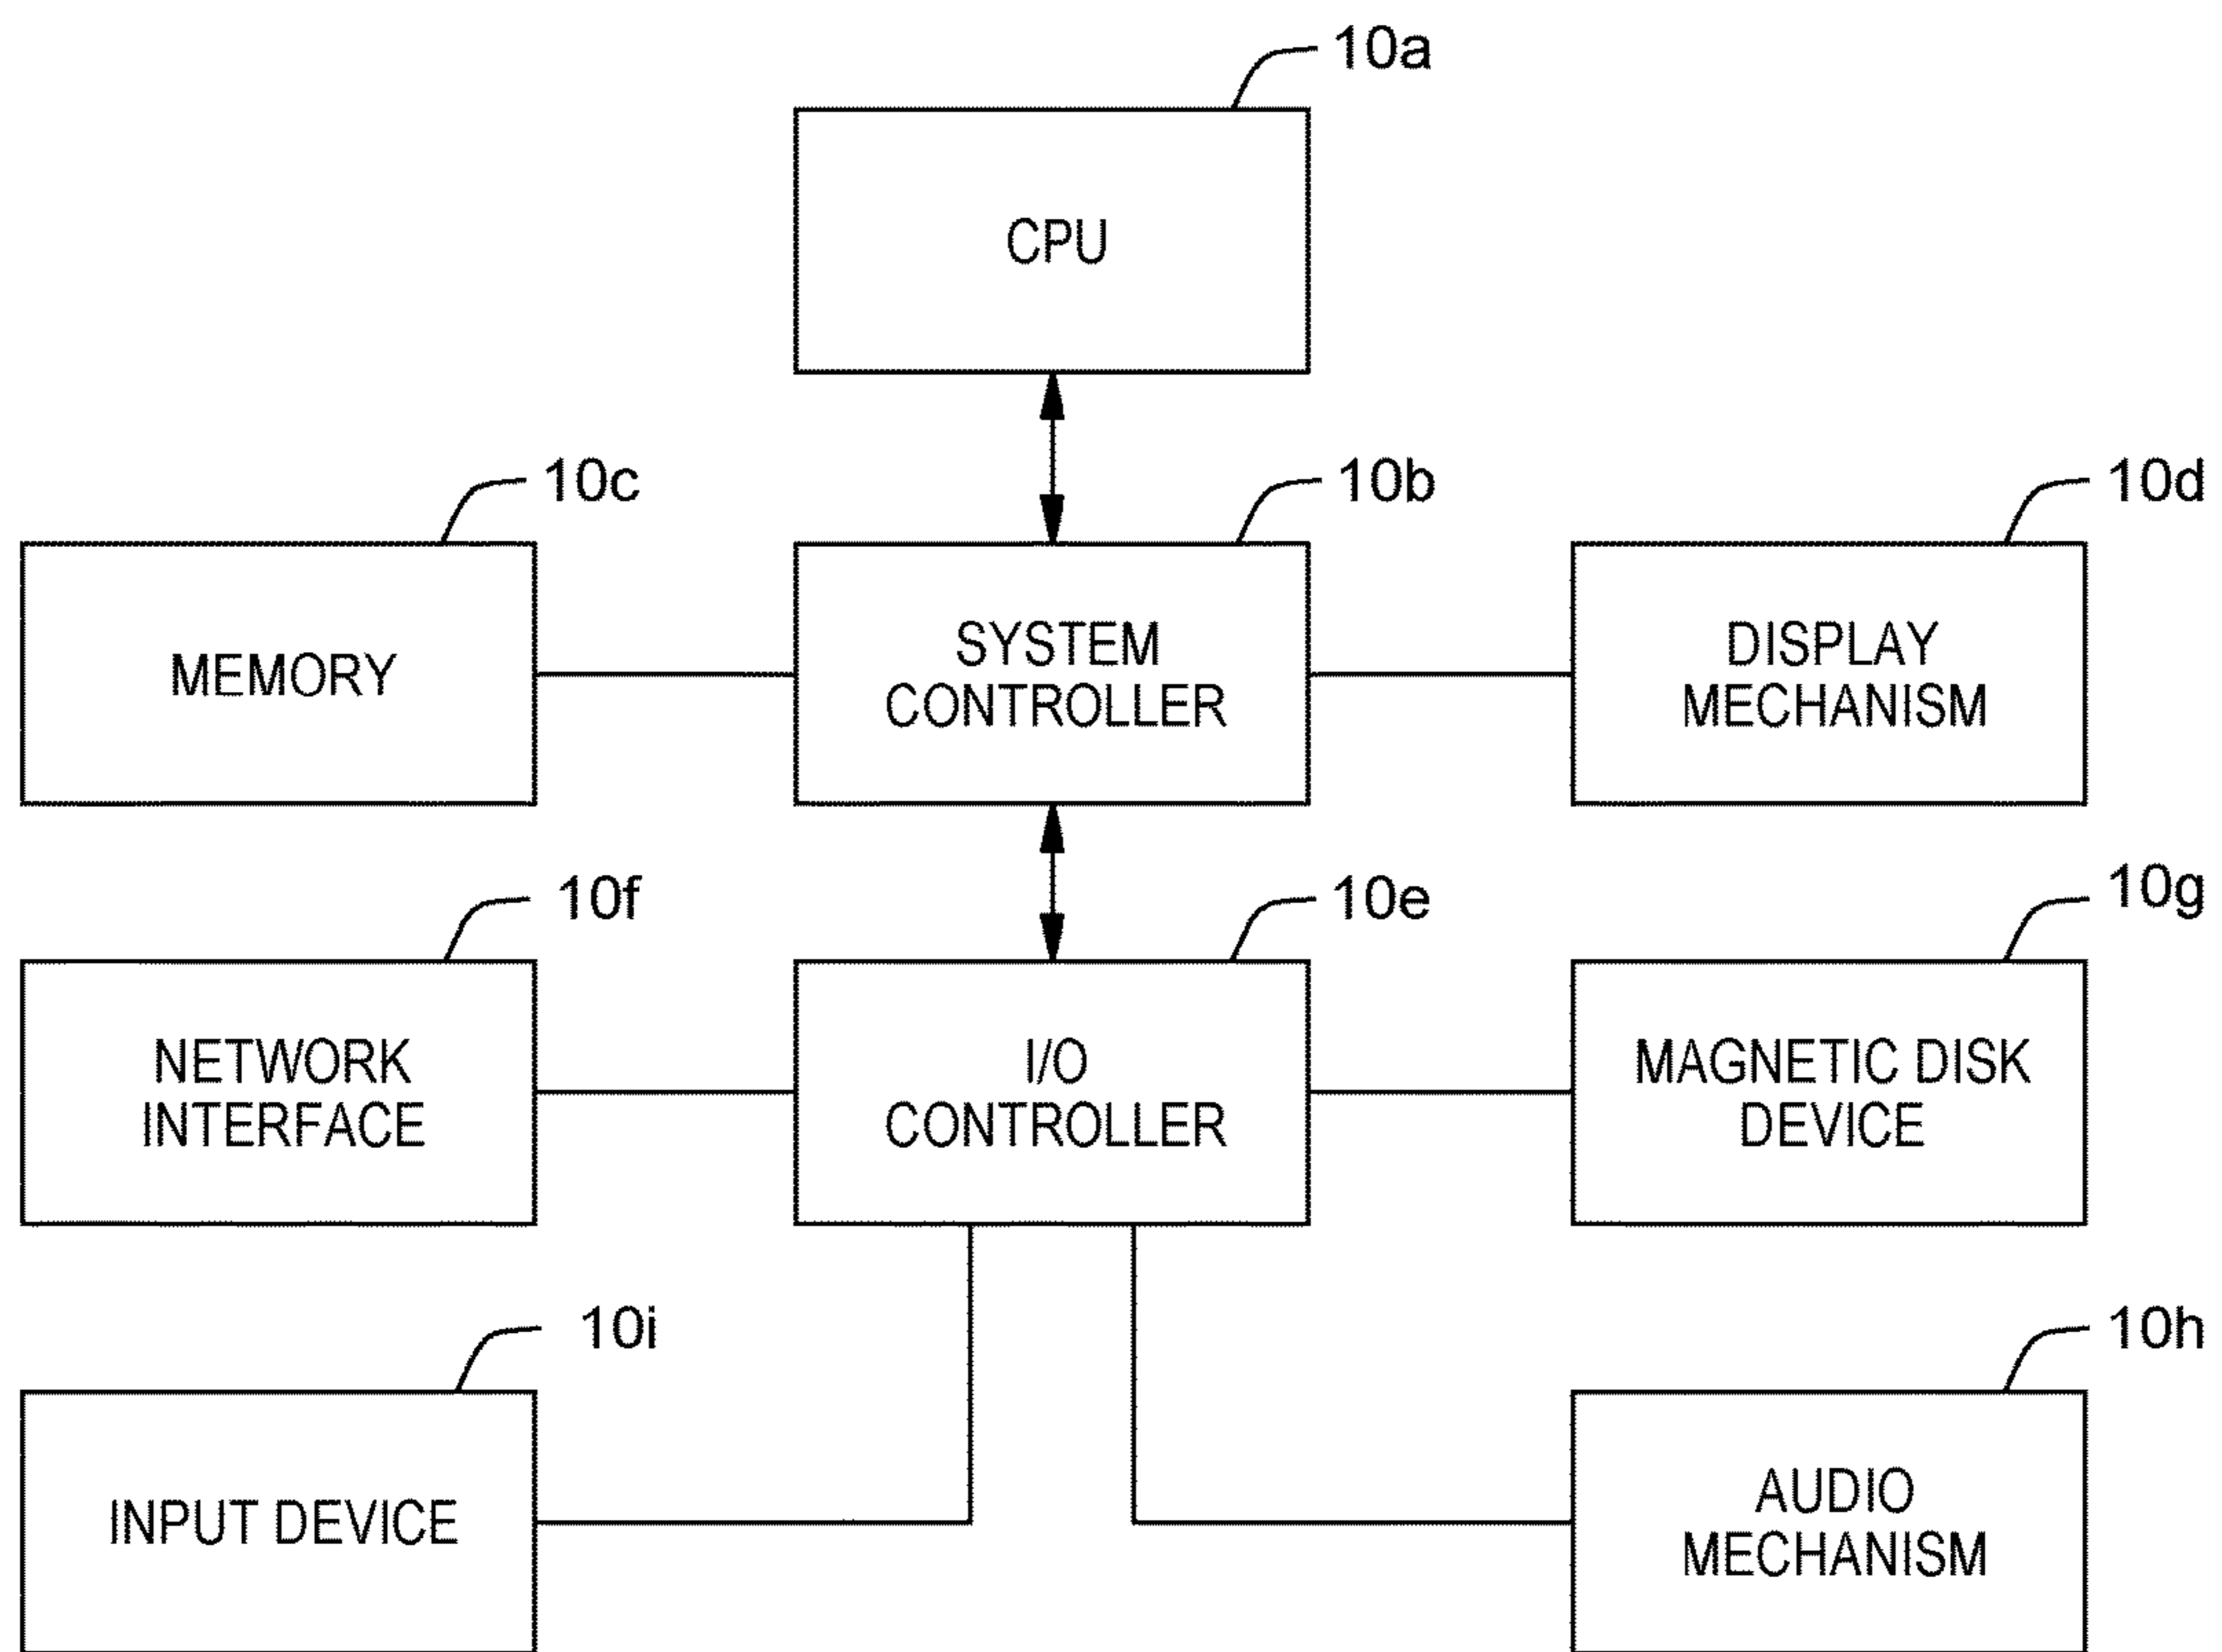 10a
CPU
10c
10b
10d
MEMORY
SYSTEM
CONTROLLER
DISPLAY
MECHANISM
10f
10e
10g
NETWORK
INTERFACE
I/O
CONTROLLER
MAGNETIC DISK
DEVICE
10i
10h
INPUT DEVICE
AUDIO
MECHANISM